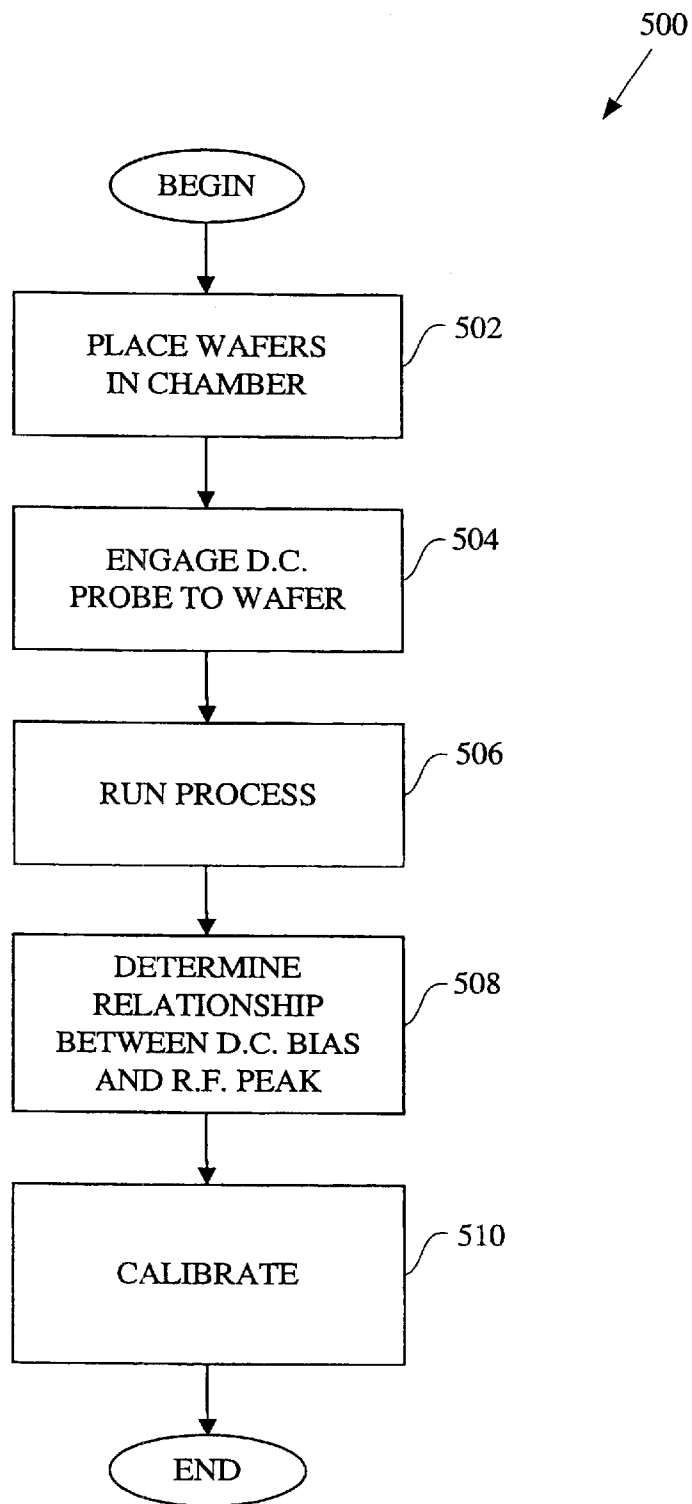 500
BEGIN
PLACE WAFERS
IN CHAMBER
502
ENGAGE D.C.
PROBE TO WAFER
504
RUN PROCESS
506
DETERMINE
RELATIONSHIP
BETWEEN D.C. BIAS
AND R.F. PEAK
508
CALIBRATE
510
END